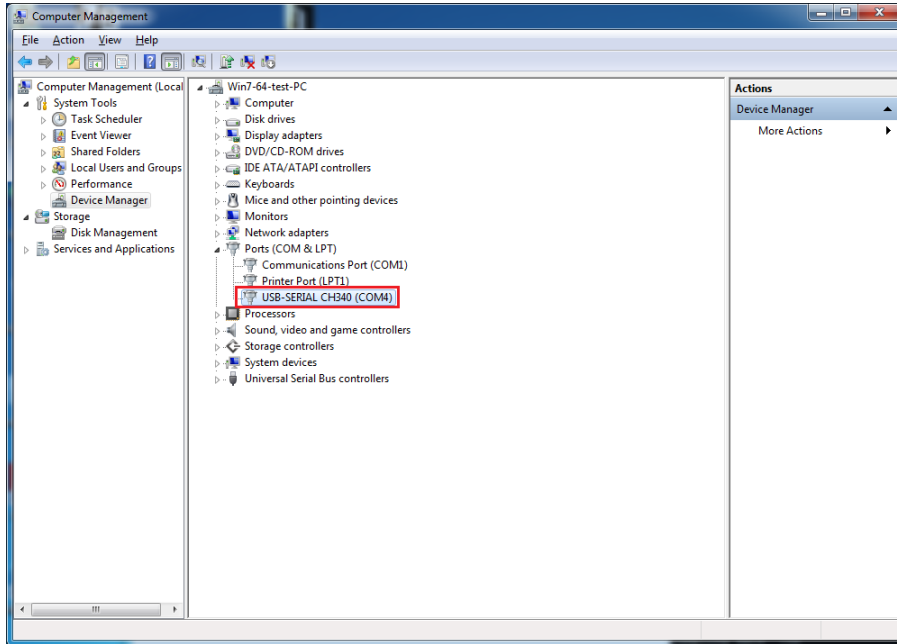 Computer Management
File Action View Help
Computer Management (Local
System Tools
Task Scheduler
Event Viewer
Shared Folders
Local Users and Groups
Performance
Device Manager
Storage
Disk Management
Services and Applications
Win7-64-test-PC
Computer
Disk drives
Display adapters
DVD/CD-ROM drives
IDE ATA/ATAPI controllers
Keyboards
Mice and other pointing devices
Monitors
Network adapters
Ports (COM & LPT)
Communications Port (COM1)
Printer Port (LPT1)
USB-SERIAL CH340 (COM4)
Processors
Sound, video and game controllers
Storage controllers
System devices
Universal Serial Bus controllers
Actions
Device Manager
More Actions